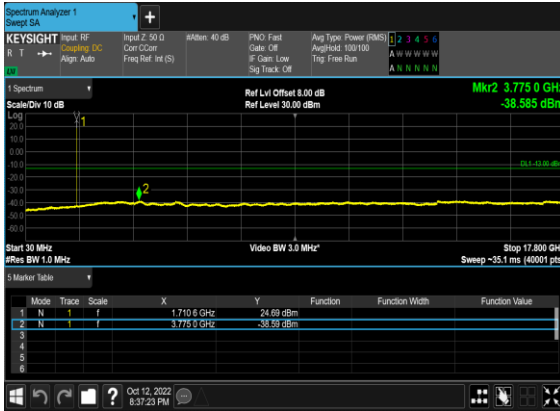 Spectrum Analyzer 1
Swept SA
+
KEYSIGHT Input: RF Input Z: 50 Ω #Atten: 40 dB PNO: Fast Avg Type: Power (RMS) 1 2 3 4 5 6
R T Coupling: DC Corr CCorr Gate: Off Avg|Hold: 100/100 A W W W W W
Align: Auto Freq Ref: Int (S) IF Gain: Low Trig: Free Run
Sig Track: Off A N N N N N
1 Spectrum
Scale/Div 10 dB Ref Lvl Offset 8.00 dB Mkr2 3.775 0 GHz
Log Ref Level 30.00 dBm -38.585 dBm
20.0 1
10.0
0.00
-10.0 DL1 -13.00 dBm
-20.0
-30.0
-40.0 2
-50.0
-60.0
Start 30 MHz Video BW 3.0 MHz* Stop 17.800 GHz
#Res BW 1.0 MHz Sweep ~35.1 ms (40001 pts)
5 Marker Table
Mode Trace Scale X Y Function Function Width Function Value
1 N 1 f 1.710 6 GHz 24.69 dBm
2 N 1 f 3.775 0 GHz -38.59 dBm
3
4
5
6
? Oct 12, 2022
8:37:23 PM